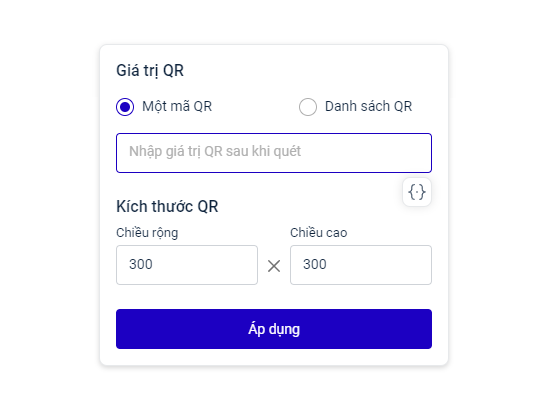 Giá trị QR
Một mã QR
Danh sách QR
Nhập giá trị QR sau khi quét
{·}
Kích thước QR
Chiều rộng
Chiều cao
300
×
300
Áp dụng